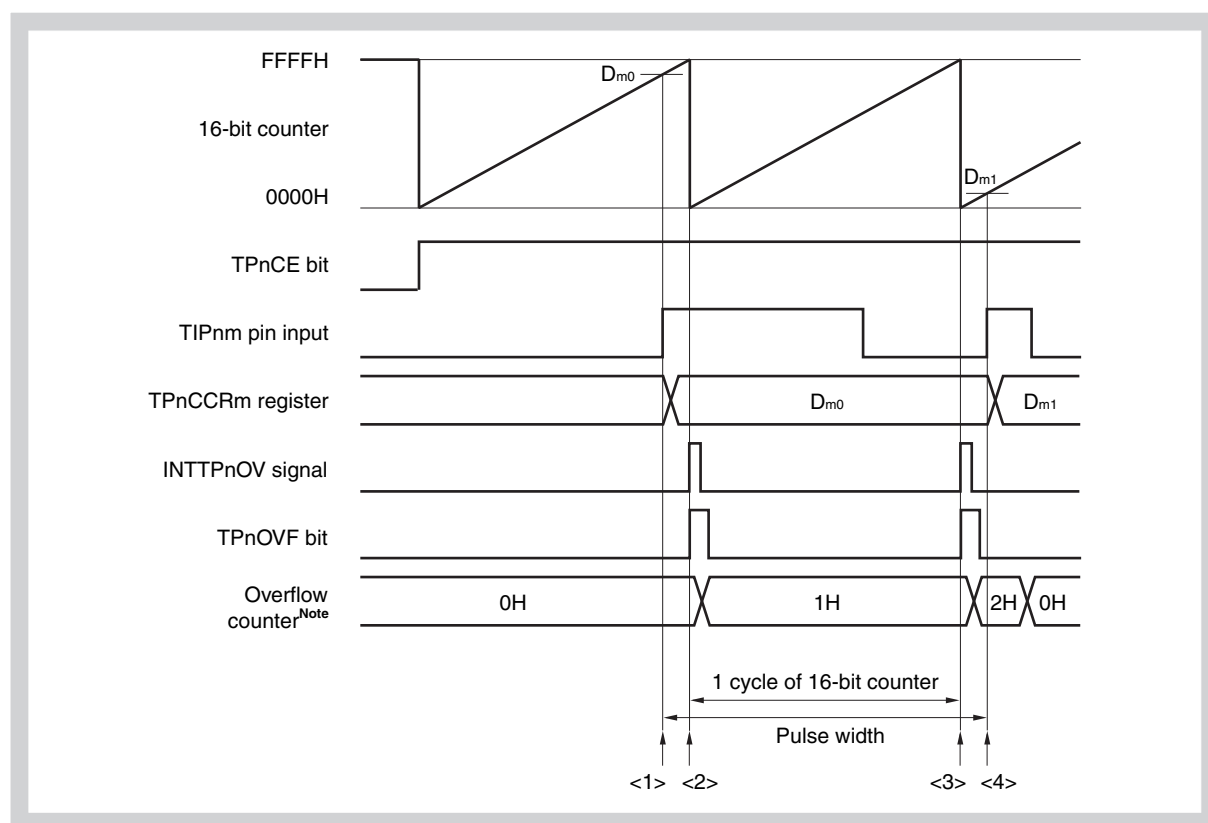 FFFFH
Dm0
16-bit counter
0000H
Dm1
TPnCE bit
TIPnm pin input
TPnCCRm register
Dm0
Dm1
INTTPnOV signal
TPnOVF bit
Overflow
counterNote
0H
1H
2H
0H
1 cycle of 16-bit counter
Pulse width
<1> <2> <3> <4>